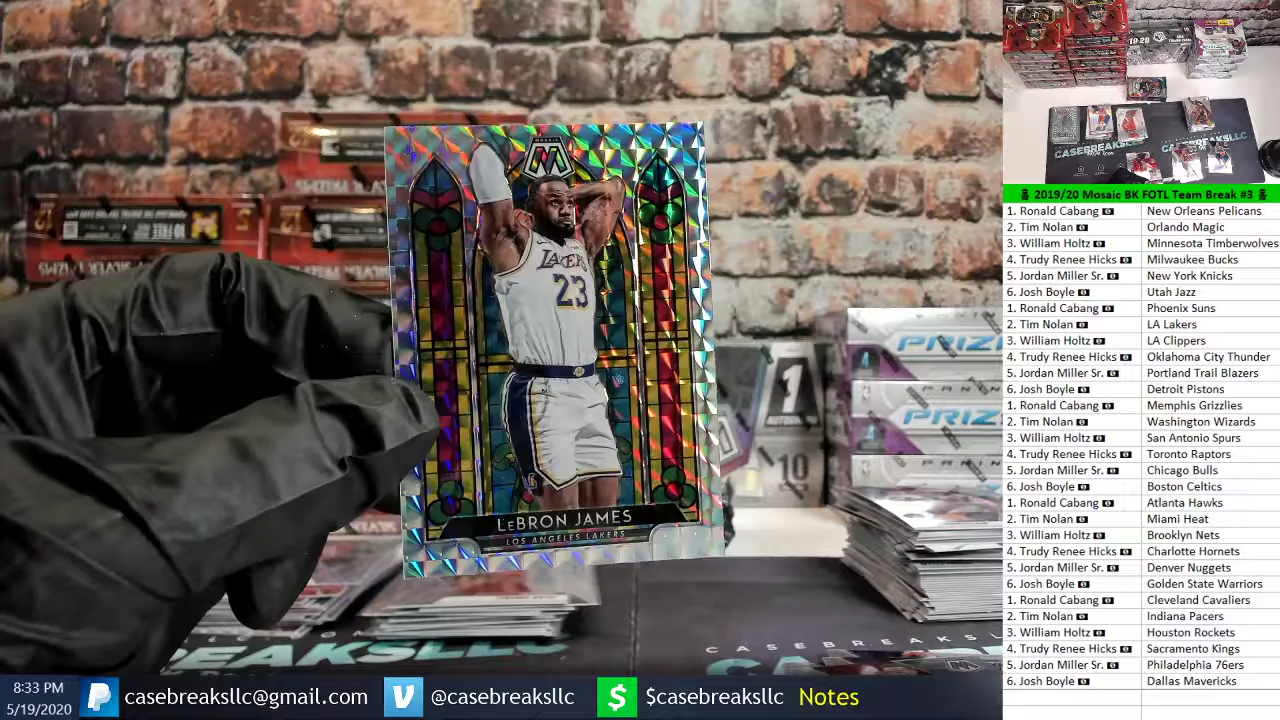 MOSAIC
LAKERS
23
LEBRON JAMES
LOS ANGELES LAKERS
PRIZM
PRIZM
1
10
CASEBREAKSLLC
EAKSLLC
2019/20 Mosaic BK FOTL Team Break #3
1. Ronald Cabang New Orleans Pelicans
2. Tim Nolan Orlando Magic
3. William Holtz Minnesota Timberwolves
4. Trudy Renee Hicks Milwaukee Bucks
5. Jordan Miller Sr. New York Knicks
6. Josh Boyle Utah Jazz
1. Ronald Cabang Phoenix Suns
2. Tim Nolan LA Lakers
3. William Holtz LA Clippers
4. Trudy Renee Hicks Oklahoma City Thunder
5. Jordan Miller Sr. Portland Trail Blazers
6. Josh Boyle Detroit Pistons
1. Ronald Cabang Memphis Grizzlies
2. Tim Nolan Washington Wizards
3. William Holtz San Antonio Spurs
4. Trudy Renee Hicks Toronto Raptors
5. Jordan Miller Sr. Chicago Bulls
6. Josh Boyle Boston Celtics
1. Ronald Cabang Atlanta Hawks
2. Tim Nolan Miami Heat
3. William Holtz Brooklyn Nets
4. Trudy Renee Hicks Charlotte Hornets
5. Jordan Miller Sr. Denver Nuggets
6. Josh Boyle Golden State Warriors
1. Ronald Cabang Cleveland Cavaliers
2. Tim Nolan Indiana Pacers
3. William Holtz Houston Rockets
4. Trudy Renee Hicks Sacramento Kings
5. Jordan Miller Sr. Philadelphia 76ers
6. Josh Boyle Dallas Mavericks
8:33 PM
5/19/2020
casebreaksllc@gmail.com @casebreaksllc $casebreaksllc Notes